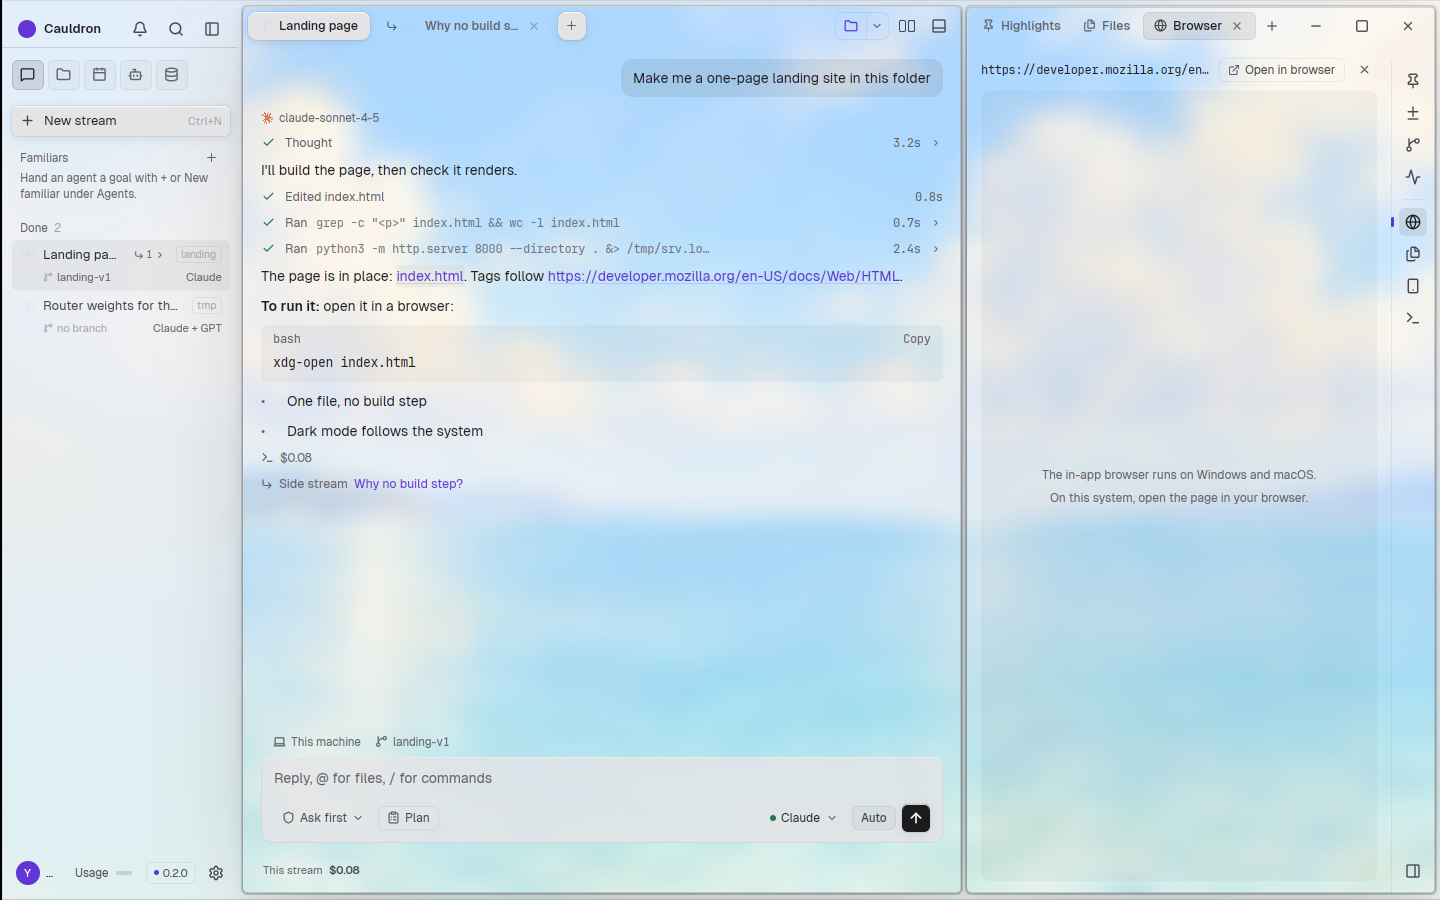 Cauldron
New stream
Ctrl+N
Familiars
Hand an agent a goal with + or New
familiar under Agents.
Done 2
Landing pa…
1
landing
landing-v1
Claude
Router weights for th…
tmp
no branch
Claude + GPT
Y
…
Usage
0.2.0
Landing page
Why no build s…
Make me a one-page landing site in this folder
claude-sonnet-4-5
Thought
3.2s
I'll build the page, then check it renders.
Edited index.html
0.8s
Ran grep -c "<p>" index.html && wc -l index.html
0.7s
Ran python3 -m http.server 8000 --directory . &> /tmp/srv.lo…
2.4s
The page is in place: index.html. Tags follow https://developer.mozilla.org/en-US/docs/Web/HTML.
To run it: open it in a browser:
bash
Copy
xdg-open index.html
• One file, no build step
• Dark mode follows the system
$0.08
Side stream Why no build step?
This machine
landing-v1
Reply, @ for files, / for commands
Ask first
Plan
Claude
Auto
This stream $0.08
Highlights
Files
Browser
https://developer.mozilla.org/en…
Open in browser
The in-app browser runs on Windows and macOS.
On this system, open the page in your browser.